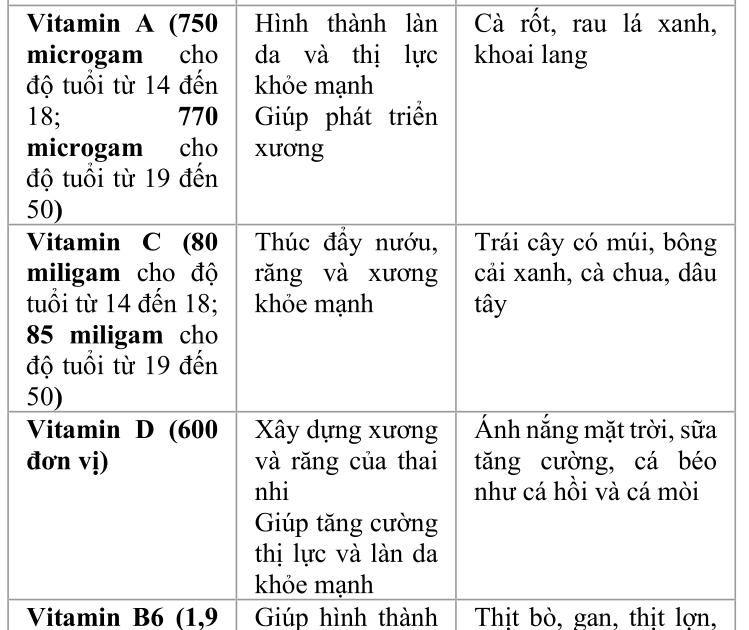 Vitamin A (750
microgam cho
độ tuổi từ 14 đến
18; 770
microgam cho
độ tuổi từ 19 đến
50)
Hình thành làn
da và thị lực
khỏe mạnh
Giúp phát triển
xương
Cà rốt, rau lá xanh,
khoai lang
Vitamin C (80
miligam cho độ
tuổi từ 14 đến 18;
85 miligam cho
độ tuổi từ 19 đến
50)
Thúc đẩy nướu,
răng và xương
khỏe mạnh
Trái cây có múi, bông
cải xanh, cà chua, dâu
tây
Vitamin D (600
đơn vị)
Xây dựng xương
và răng của thai
nhi
Giúp tăng cường
thị lực và làn da
khỏe mạnh
Ánh nắng mặt trời, sữa
tăng cường, cá béo
như cá hồi và cá mòi
Vitamin B6 (1,9
Giúp hình thành
Thịt bò, gan, thịt lợn,